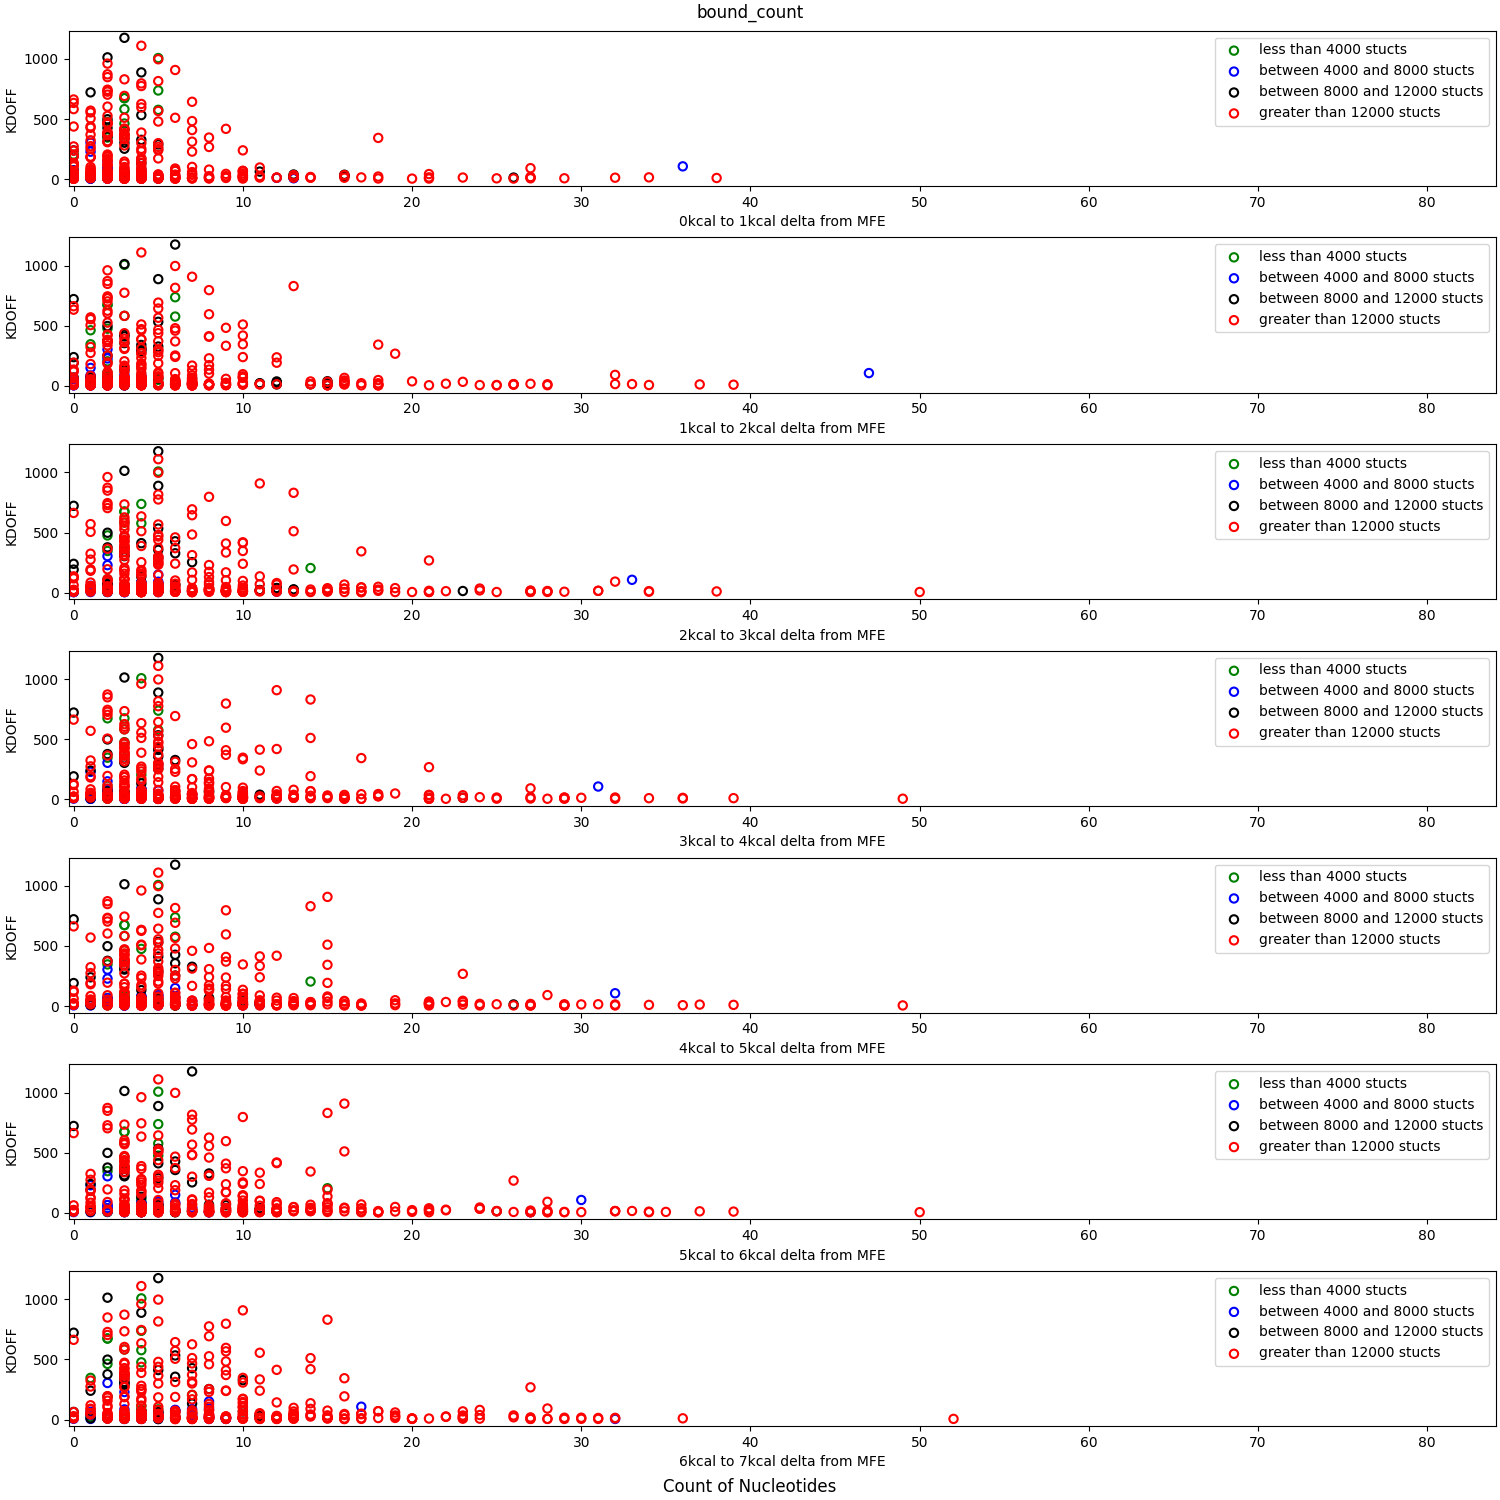 bound_count
KDOFF
1000
500
0
less than 4000 stucts
between 4000 and 8000 stucts
between 8000 and 12000 stucts
greater than 12000 stucts
0 10 20 30 40 50 60 70 80
0kcal to 1kcal delta from MFE
KDOFF
1000
500
0
less than 4000 stucts
between 4000 and 8000 stucts
between 8000 and 12000 stucts
greater than 12000 stucts
0 10 20 30 40 50 60 70 80
1kcal to 2kcal delta from MFE
KDOFF
1000
500
0
less than 4000 stucts
between 4000 and 8000 stucts
between 8000 and 12000 stucts
greater than 12000 stucts
0 10 20 30 40 50 60 70 80
2kcal to 3kcal delta from MFE
KDOFF
1000
500
0
less than 4000 stucts
between 4000 and 8000 stucts
between 8000 and 12000 stucts
greater than 12000 stucts
0 10 20 30 40 50 60 70 80
3kcal to 4kcal delta from MFE
KDOFF
1000
500
0
less than 4000 stucts
between 4000 and 8000 stucts
between 8000 and 12000 stucts
greater than 12000 stucts
0 10 20 30 40 50 60 70 80
4kcal to 5kcal delta from MFE
KDOFF
1000
500
0
less than 4000 stucts
between 4000 and 8000 stucts
between 8000 and 12000 stucts
greater than 12000 stucts
0 10 20 30 40 50 60 70 80
5kcal to 6kcal delta from MFE
KDOFF
1000
500
0
less than 4000 stucts
between 4000 and 8000 stucts
between 8000 and 12000 stucts
greater than 12000 stucts
0 10 20 30 40 50 60 70 80
6kcal to 7kcal delta from MFE
Count of Nucleotides